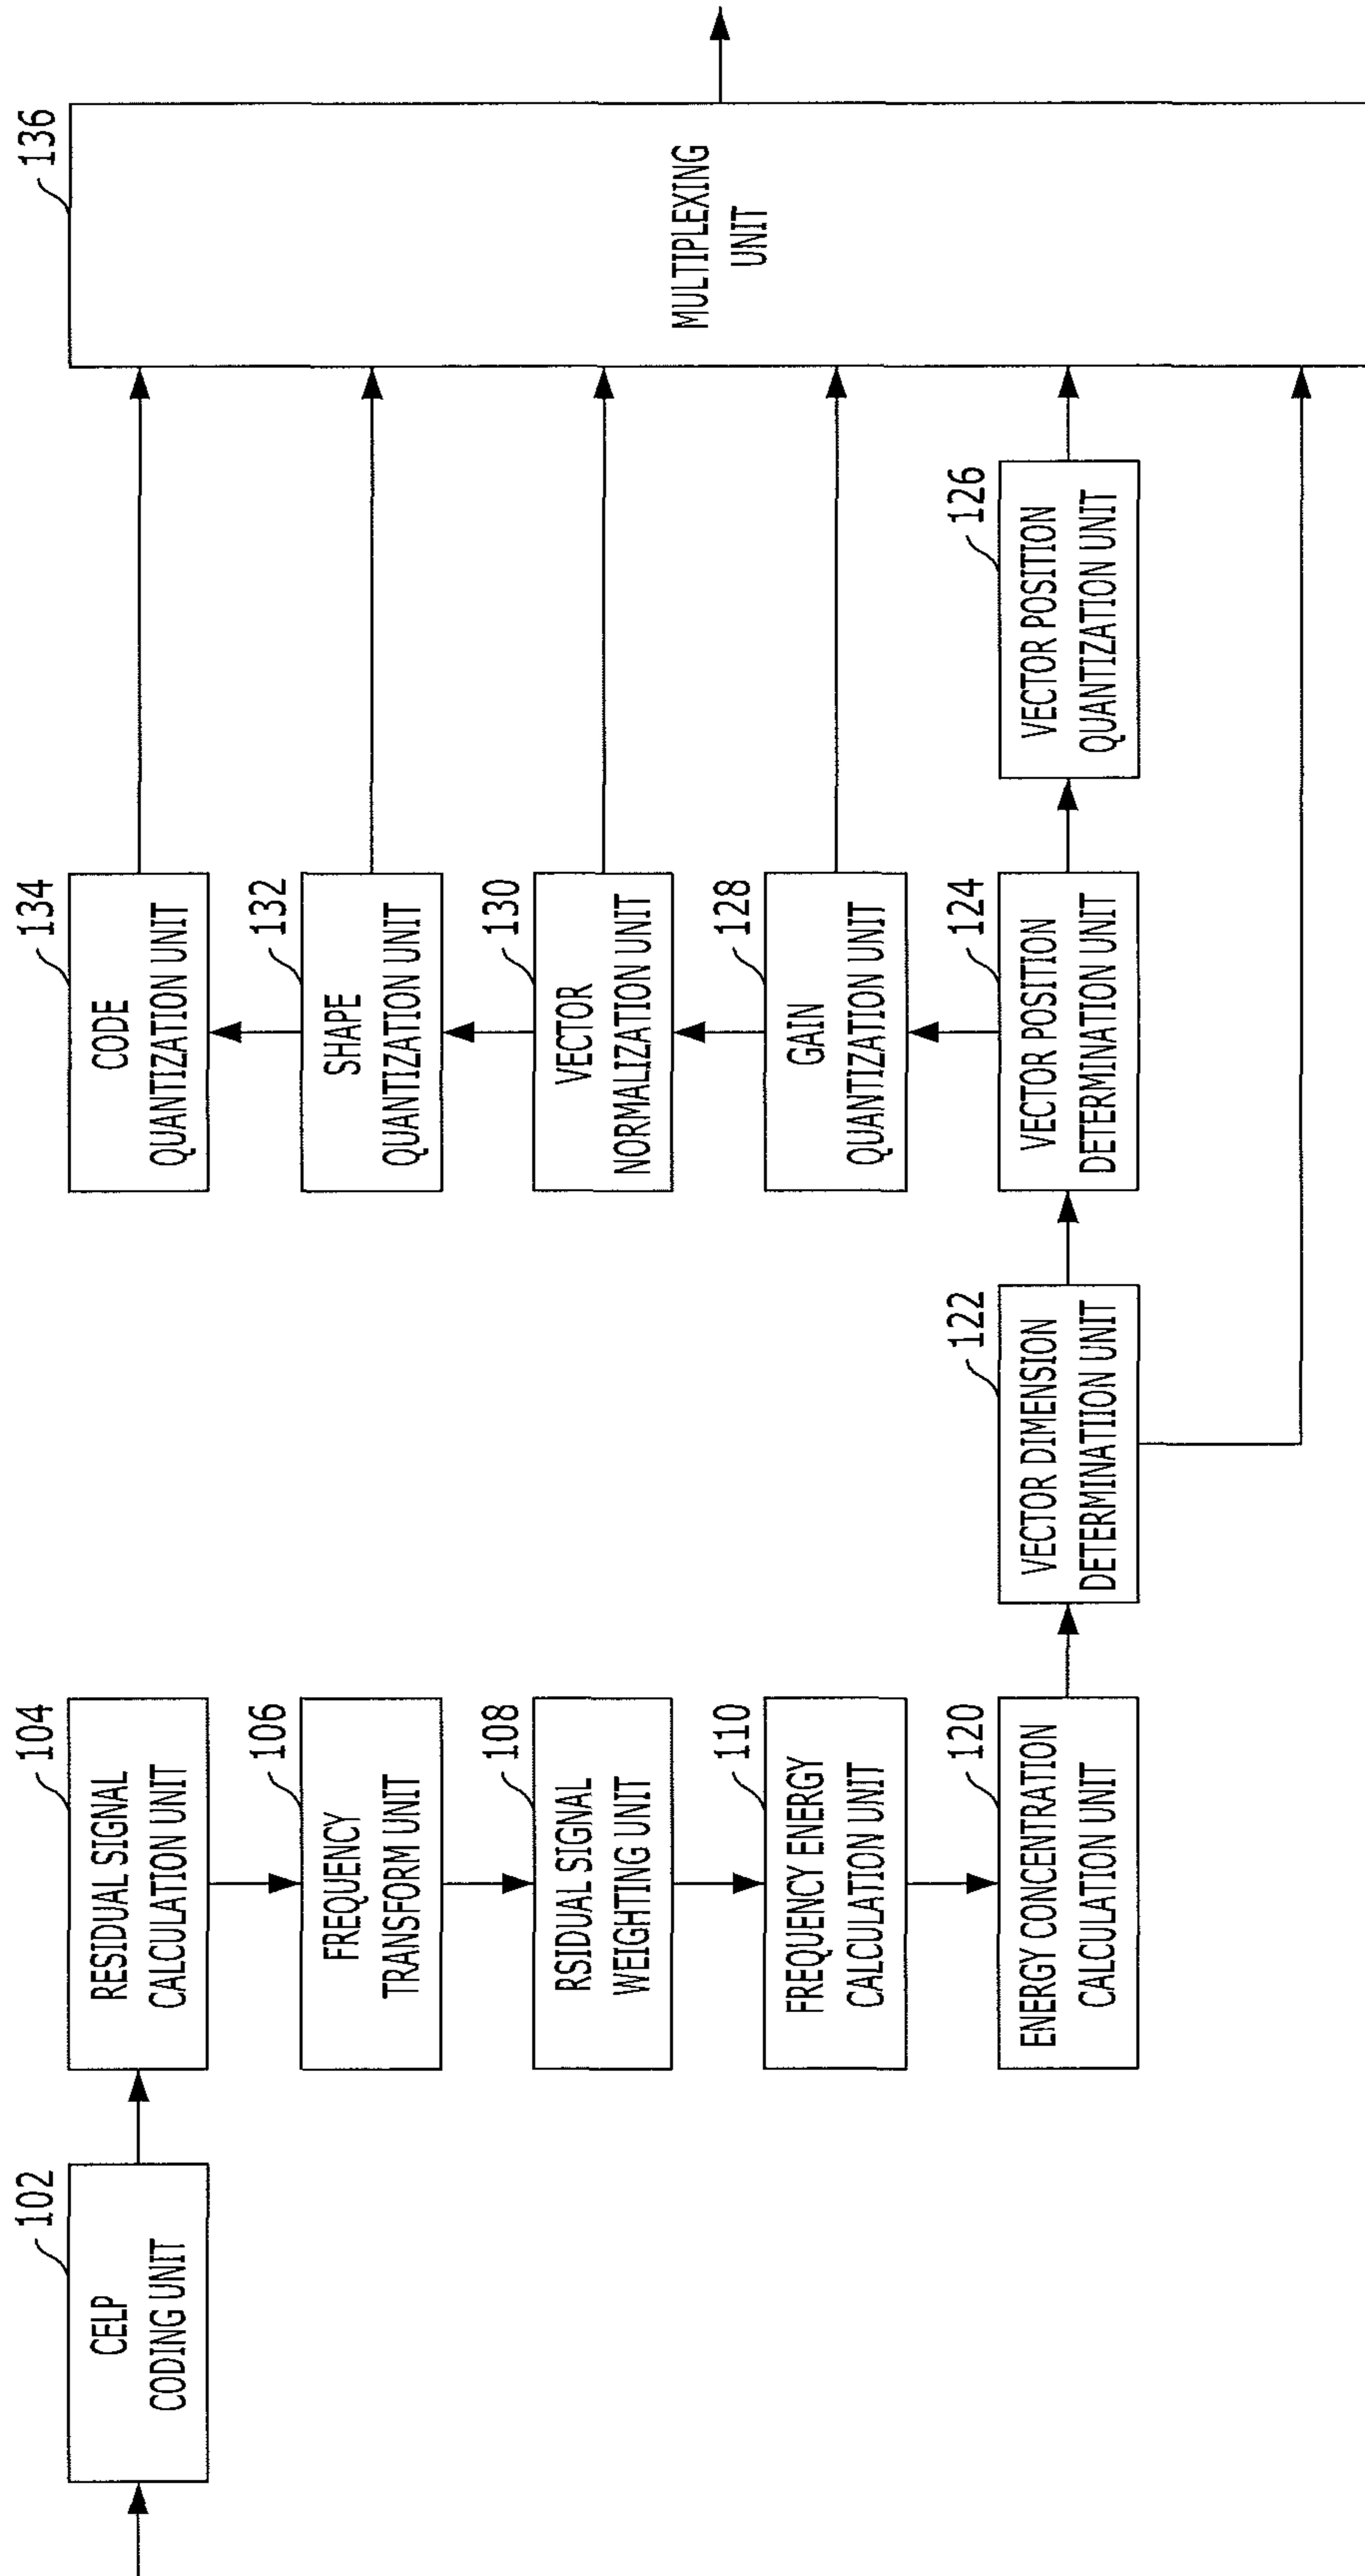 102
CELP
CODING UNIT
104
RESIDUAL SIGNAL
CALCULATION UNIT
106
FREQUENCY
TRANSFORM UNIT
108
RSIDUAL SIGNAL
WEIGHTING UNIT
110
FREQUENCY ENERGY
CALCULATION UNIT
120
ENERGY CONCENTRATION
CALCULATION UNIT
122
VECTOR DIMENSION
DETERMINATION UNIT
134
CODE
QUANTIZATION UNIT
132
SHAPE
QUANTIZATION UNIT
130
VECTOR
NORMALIZATION UNIT
128
GAIN
QUANTIZATION UNIT
124
VECTOR POSITION
DETERMINATION UNIT
126
VECTOR POSITION
QUANTIZATION UNIT
136
MULTIPLEXING
UNIT